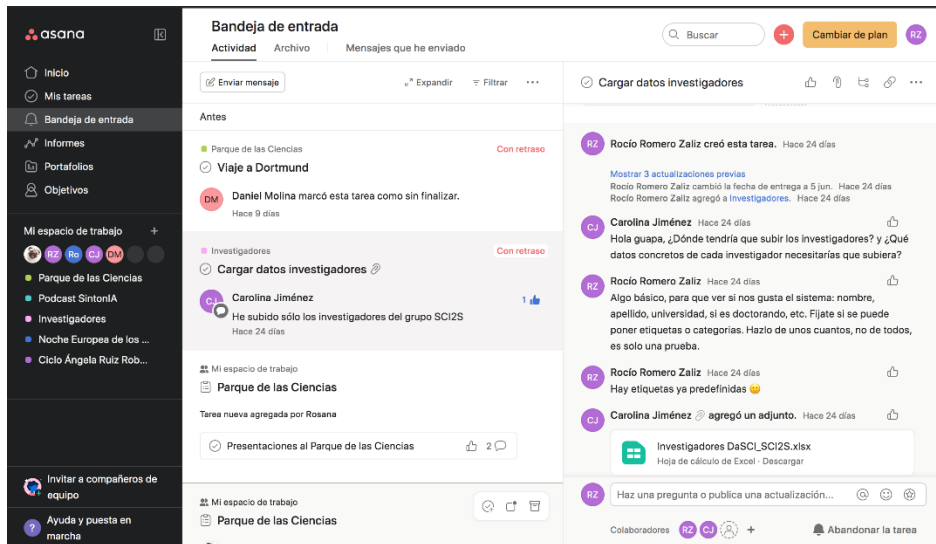 asana
Inicio
Mis tareas
Bandeja de entrada
Informes
Portafolios
Objetivos
Mi espacio de trabajo +
RZ Ro CJ DM
Parque de las Ciencias
Podcast SintonIA
Investigadores
Noche Europea de los ...
Ciclo Ángela Ruiz Rob...
Invitar a compañeros de
equipo
? Ayuda y puesta en
marcha
Bandeja de entrada
Actividad Archivo Mensajes que he enviado
Buscar
+
Cambiar de plan
RZ
Enviar mensaje Expandir Filtrar ...
Antes
Parque de las Ciencias Con retraso
Viaje a Dortmund
DM Daniel Molina marcó esta tarea como sin finalizar.
Hace 9 días
Investigadores Con retraso
Cargar datos investigadores
CJ Carolina Jiménez 1
He subido sólo los investigadores del grupo SCI2S
Hace 24 días
Mi espacio de trabajo
Parque de las Ciencias
Tarea nueva agregada por Rosana
Presentaciones al Parque de las Ciencias 2
Mi espacio de trabajo
Parque de las Ciencias
Cargar datos investigadores ...
RZ Rocío Romero Zaliz creó esta tarea. Hace 24 días
Mostrar 3 actualizaciones previas
Rocío Romero Zaliz cambió la fecha de entrega a 5 jun. Hace 24 días
Rocío Romero Zaliz agregó a Investigadores. Hace 24 días
CJ Carolina Jiménez Hace 24 días
Hola guapa, ¿Dónde tendría que subir los investigadores? y ¿Qué
datos concretos de cada investigador necesitarías que subiera?
RZ Rocío Romero Zaliz Hace 24 días
Algo básico, para que ver si nos gusta el sistema: nombre,
apellido, universidad, si es doctorando, etc. Fijate si se puede
poner etiquetas o categorias. Hazlo de unos cuantos, no de todos,
es solo una prueba.
RZ Rocío Romero Zaliz Hace 24 días
Hay etiquetas ya predefinidas 😀
CJ Carolina Jiménez agregó un adjunto. Hace 24 días
Investigadores DaSCI_SCI2S.xlsx
Hoja de cálculo de Excel · Descargar
RZ Haz una pregunta o publica una actualización...
Colaboradores RZ CJ + Abandonar la tarea